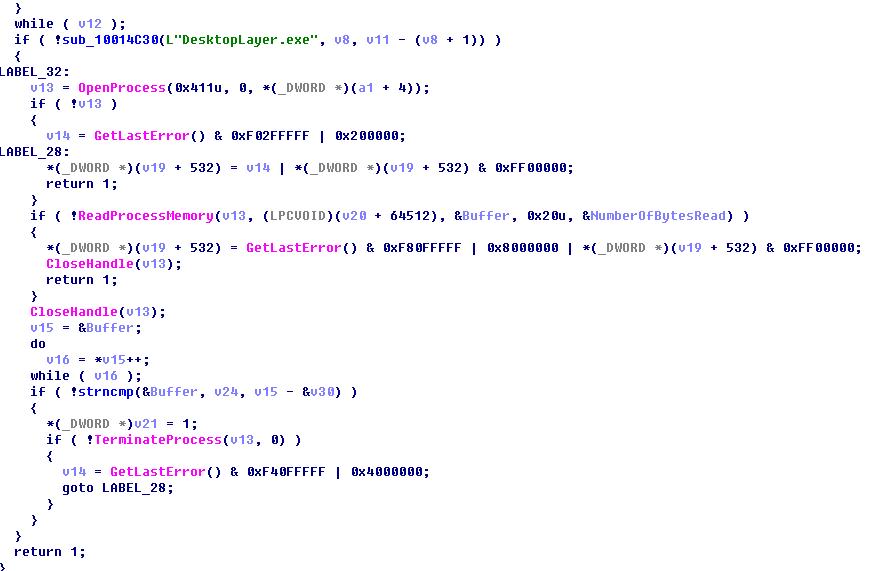 }
while ( v12 );
if ( !sub_10014C30(L"DesktopLayer.exe", v8, v11 - (v8 + 1)) )
{
LABEL_32:
v13 = OpenProcess(0x411u, 0, *(_DWORD *)(a1 + 4));
if ( !v13 )
{
v14 = GetLastError() & 0xF02FFFFF | 0x200000;
LABEL_28:
*(_DWORD *)(v19 + 532) = v14 | *(_DWORD *)(v19 + 532) & 0xFF00000;
return 1;
}
if ( !ReadProcessMemory(v13, (LPCVOID)(v20 + 64512), &Buffer, 0x20u, &NumberOfBytesRead) )
{
*(_DWORD *)(v19 + 532) = GetLastError() & 0xF80FFFFF | 0x8000000 | *(_DWORD *)(v19 + 532) & 0xFF00000;
CloseHandle(v13);
return 1;
}
CloseHandle(v13);
v15 = &Buffer;
do
v16 = *v15++;
while ( v16 );
if ( !strncmp(&Buffer, v24, v15 - &v30) )
{
*(_DWORD *)v21 = 1;
if ( !TerminateProcess(v13, 0) )
{
v14 = GetLastError() & 0xF40FFFFF | 0x4000000;
goto LABEL_28;
}
}
}
return 1;
}